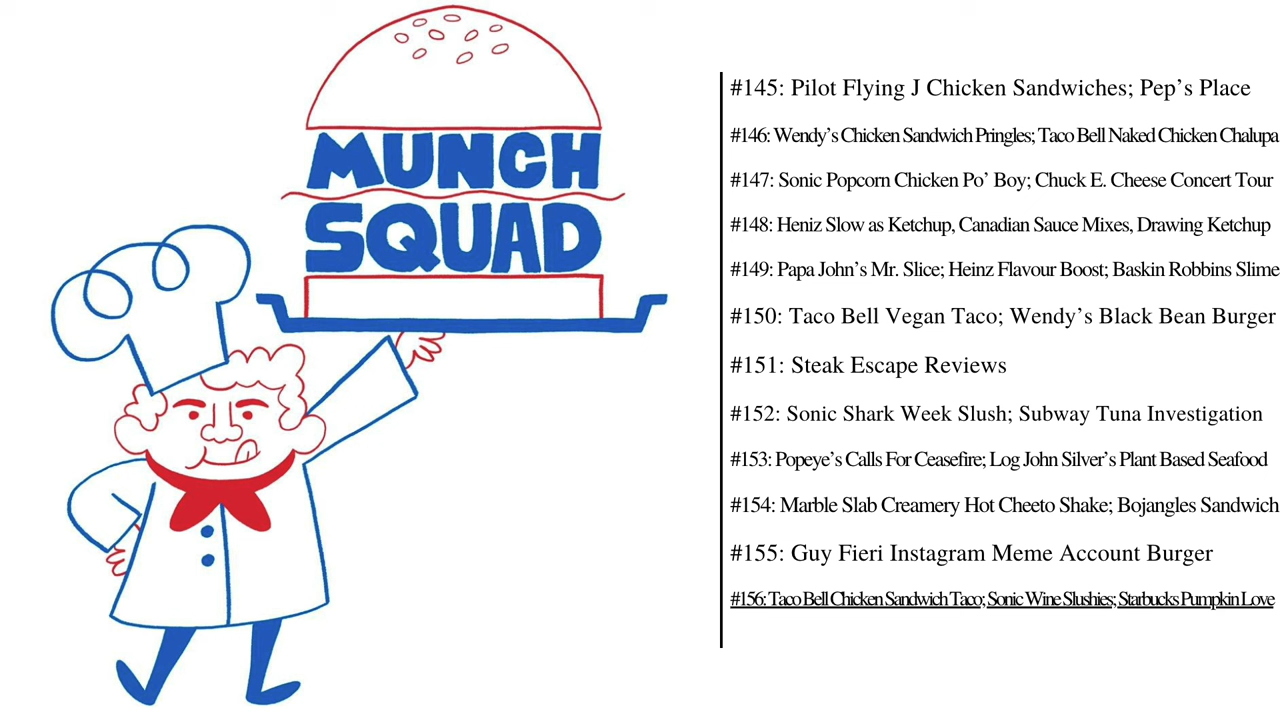 MUNCH
SQUAD
#145: Pilot Flying J Chicken Sandwiches; Pep's Place
#146: Wendy's Chicken Sandwich Pringles; Taco Bell Naked Chicken Chalupa
#147: Sonic Popcorn Chicken Po' Boy; Chuck E. Cheese Concert Tour
#148: Heniz Slow as Ketchup, Canadian Sauce Mixes, Drawing Ketchup
#149: Papa John's Mr. Slice; Heinz Flavour Boost; Baskin Robbins Slime
#150: Taco Bell Vegan Taco; Wendy's Black Bean Burger
#151: Steak Escape Reviews
#152: Sonic Shark Week Slush; Subway Tuna Investigation
#153: Popeye's Calls For Ceasefire; Log John Silver's Plant Based Seafood
#154: Marble Slab Creamery Hot Cheeto Shake; Bojangles Sandwich
#155: Guy Fieri Instagram Meme Account Burger
#156: Taco Bell Chicken Sandwich Taco; Sonic Wine Slushies; Starbucks Pumpkin Love